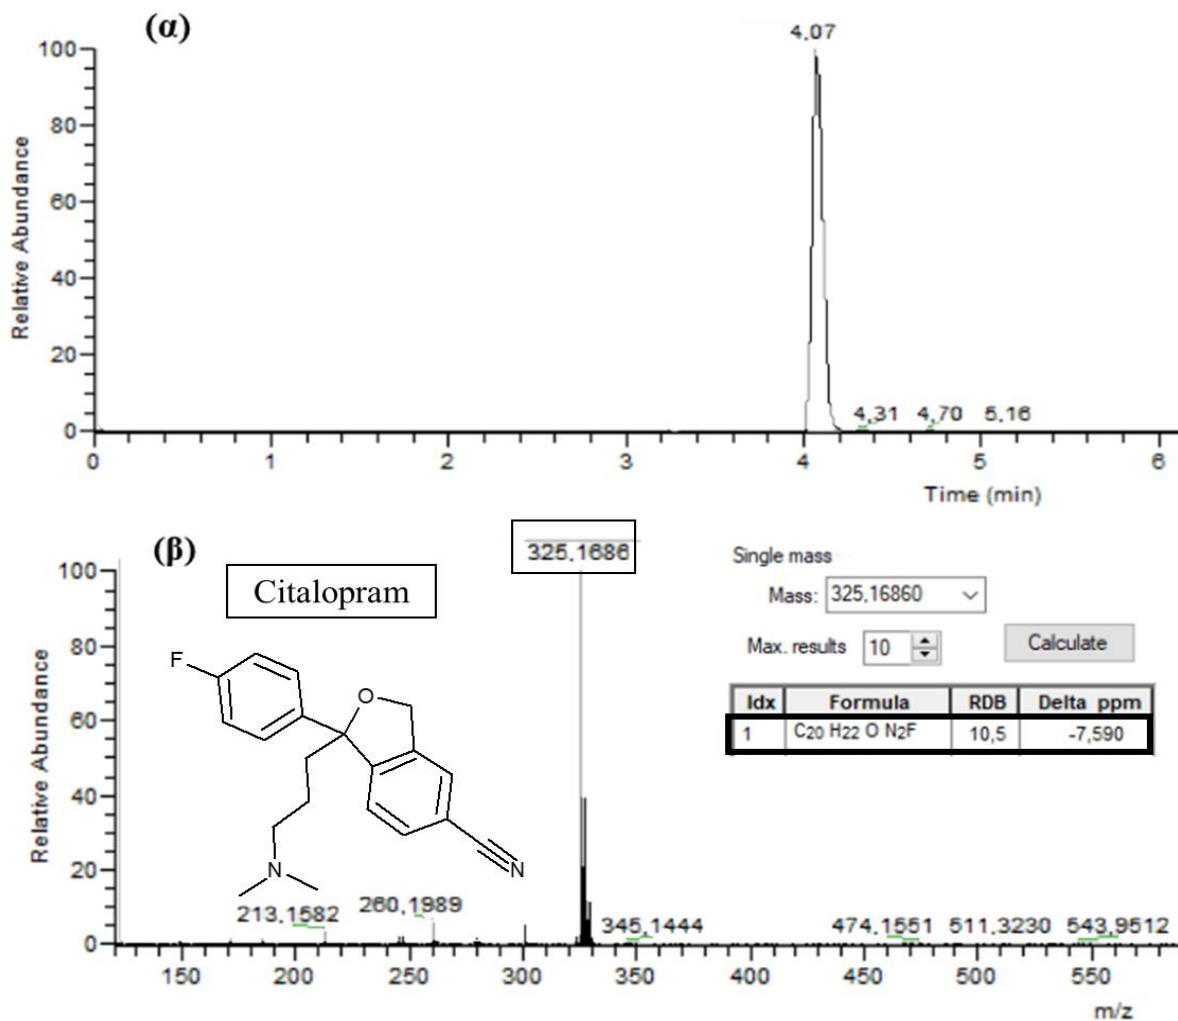 (α)
4,07
Relative Abundance
100
80
60
40
20
0
4,31 4,70 5,16
0 1 2 3 4 5 6
Time (min)
(β)
325,1686
Citalopram
Single mass
Mass: 325,16860
Max. results 10
Calculate
Idx Formula RDB Delta ppm
1 C20 H22 O N2F 10,5 -7,590
F
O
N
N
Relative Abundance
100
80
60
40
20
0
213,1582 260,1989 345,1444 474,1551 511,3230 543,9512
150 200 250 300 350 400 450 500 550
m/z